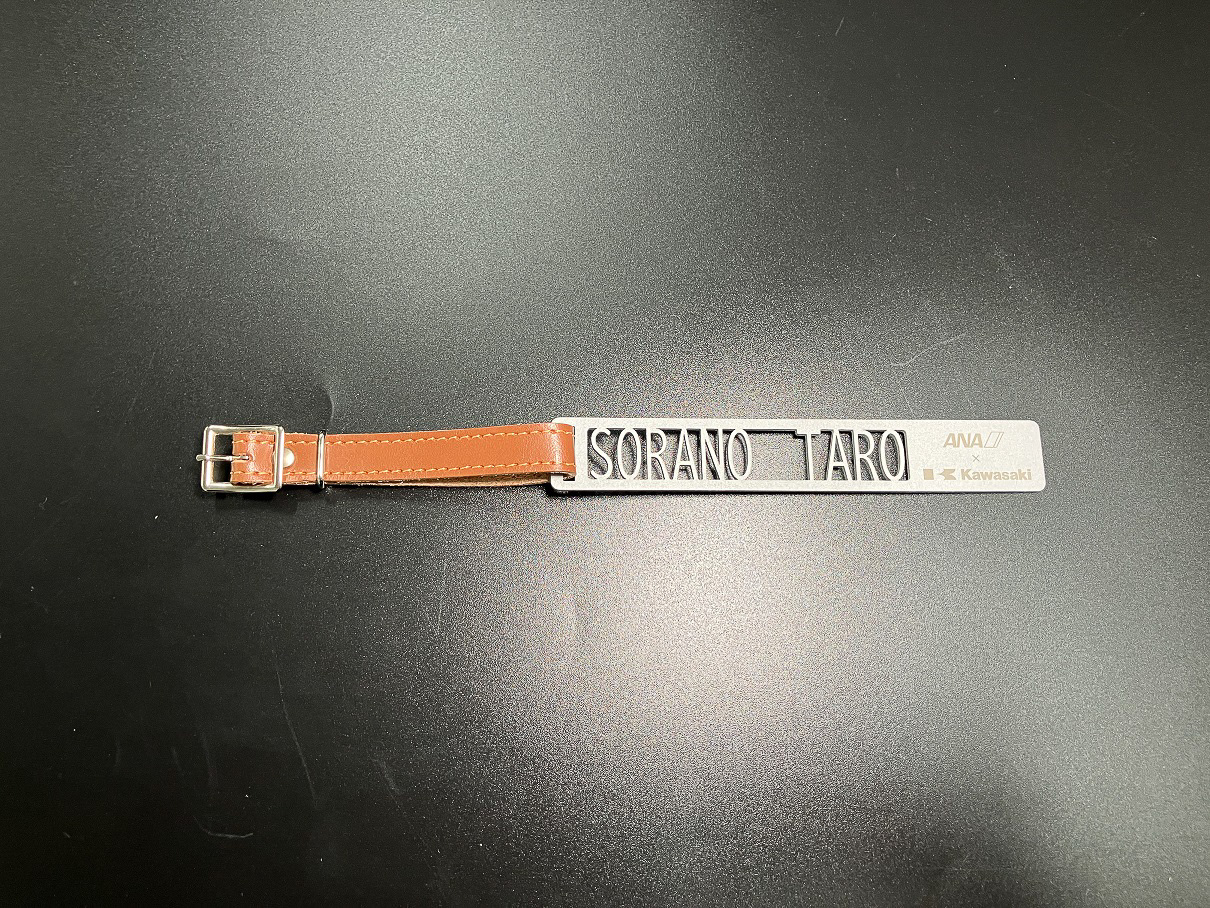 SORANO TARO
ANA
×
Kawasaki